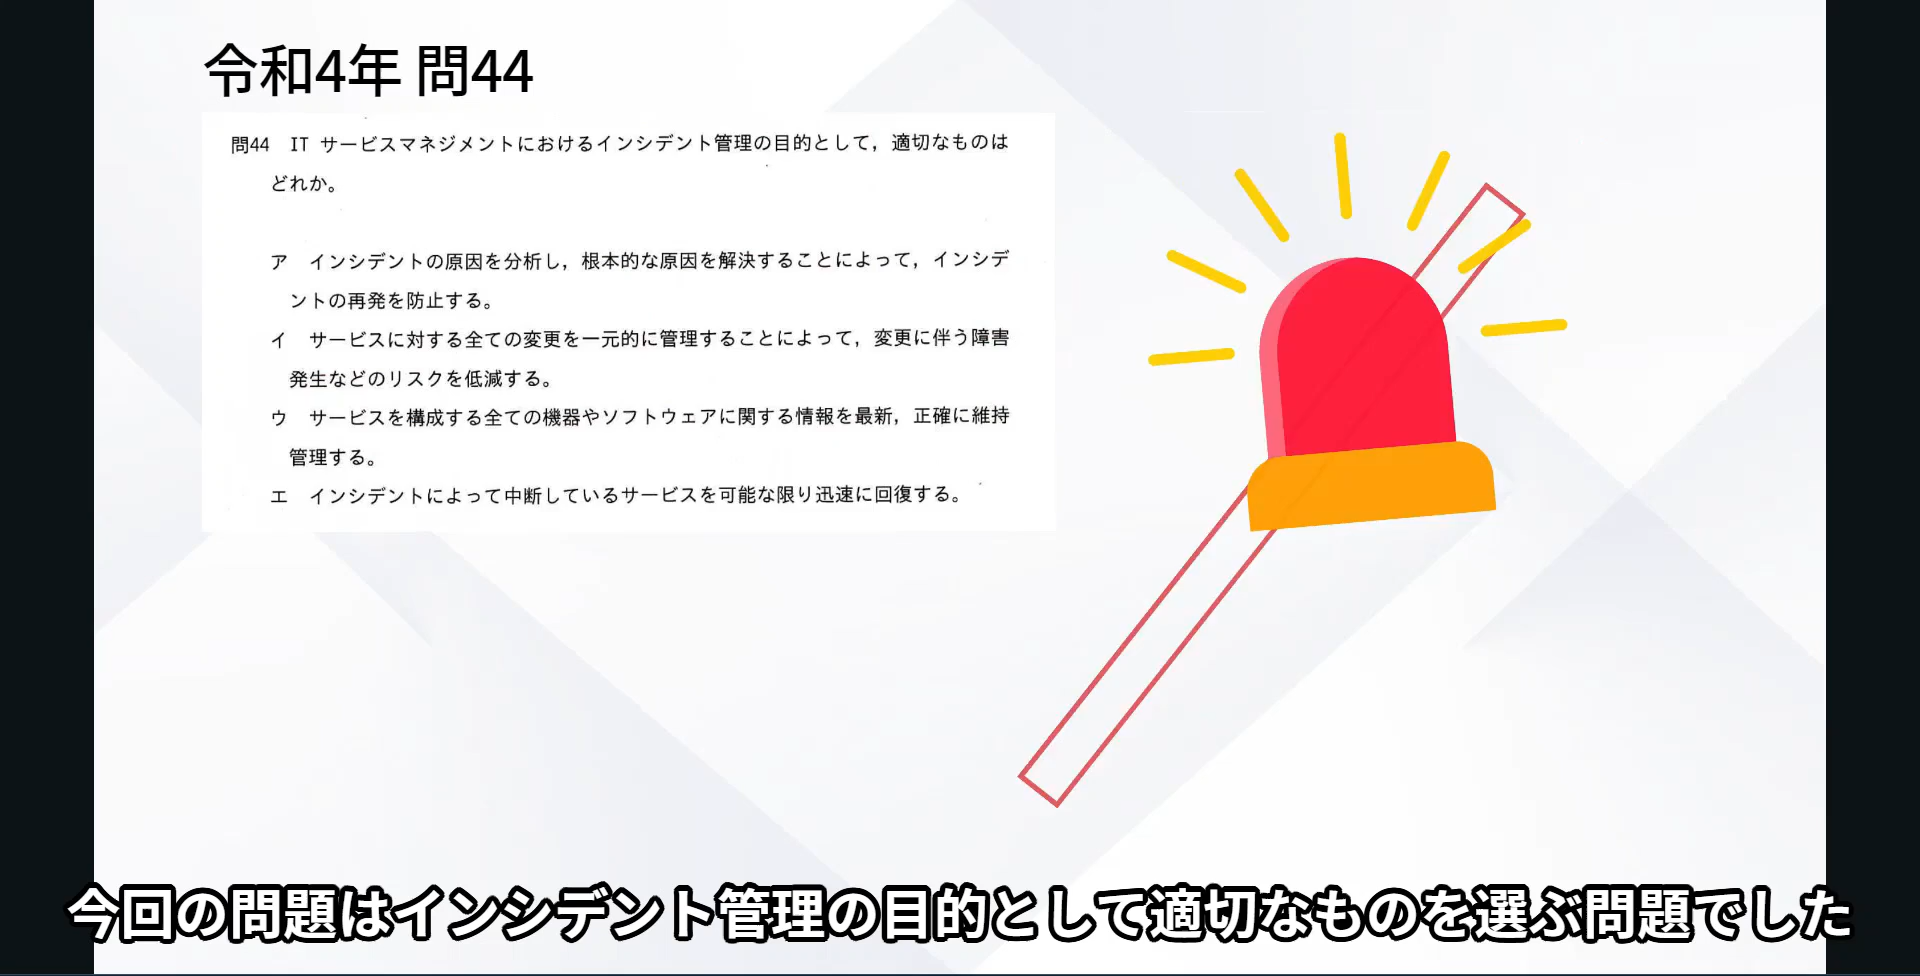 令和4年 問44
問44 IT サービスマネジメントにおけるインシデント管理の目的として，適切なものは
どれか。
ア インシデントの原因を分析し，根本的な原因を解決することによって，インシデ
ントの再発を防止する。
イ サービスに対する全ての変更を一元的に管理することによって，変更に伴う障害
発生などのリスクを低減する。
ウ サービスを構成する全ての機器やソフトウェアに関する情報を最新，正確に維持
管理する。
エ インシデントによって中断しているサービスを可能な限り迅速に回復する。
今回の問題はインシデント管理の目的として適切なものを選ぶ問題でした